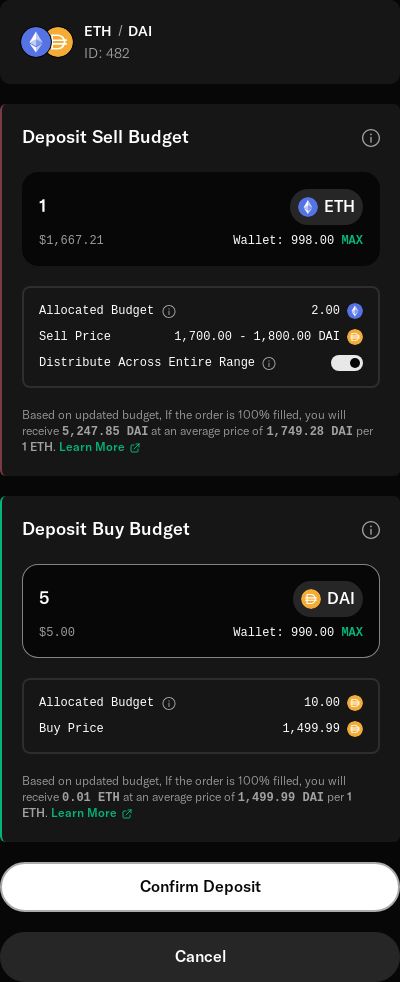 ETH / DAI
ID: 482
Deposit Sell Budget
1
ETH
$1,667.21
Wallet: 998.00 MAX
Allocated Budget
2.00
Sell Price
1,700.00 - 1,800.00 DAI
Distribute Across Entire Range
Based on updated budget, If the order is 100% filled, you will
receive 5,247.85 DAI at an average price of 1,749.28 DAI per
1 ETH. Learn More
Deposit Buy Budget
5
DAI
$5.00
Wallet: 990.00 MAX
Allocated Budget
10.00
Buy Price
1,499.99
Based on updated budget, If the order is 100% filled, you will
receive 0.01 ETH at an average price of 1,499.99 DAI per 1
ETH. Learn More
Confirm Deposit
Cancel